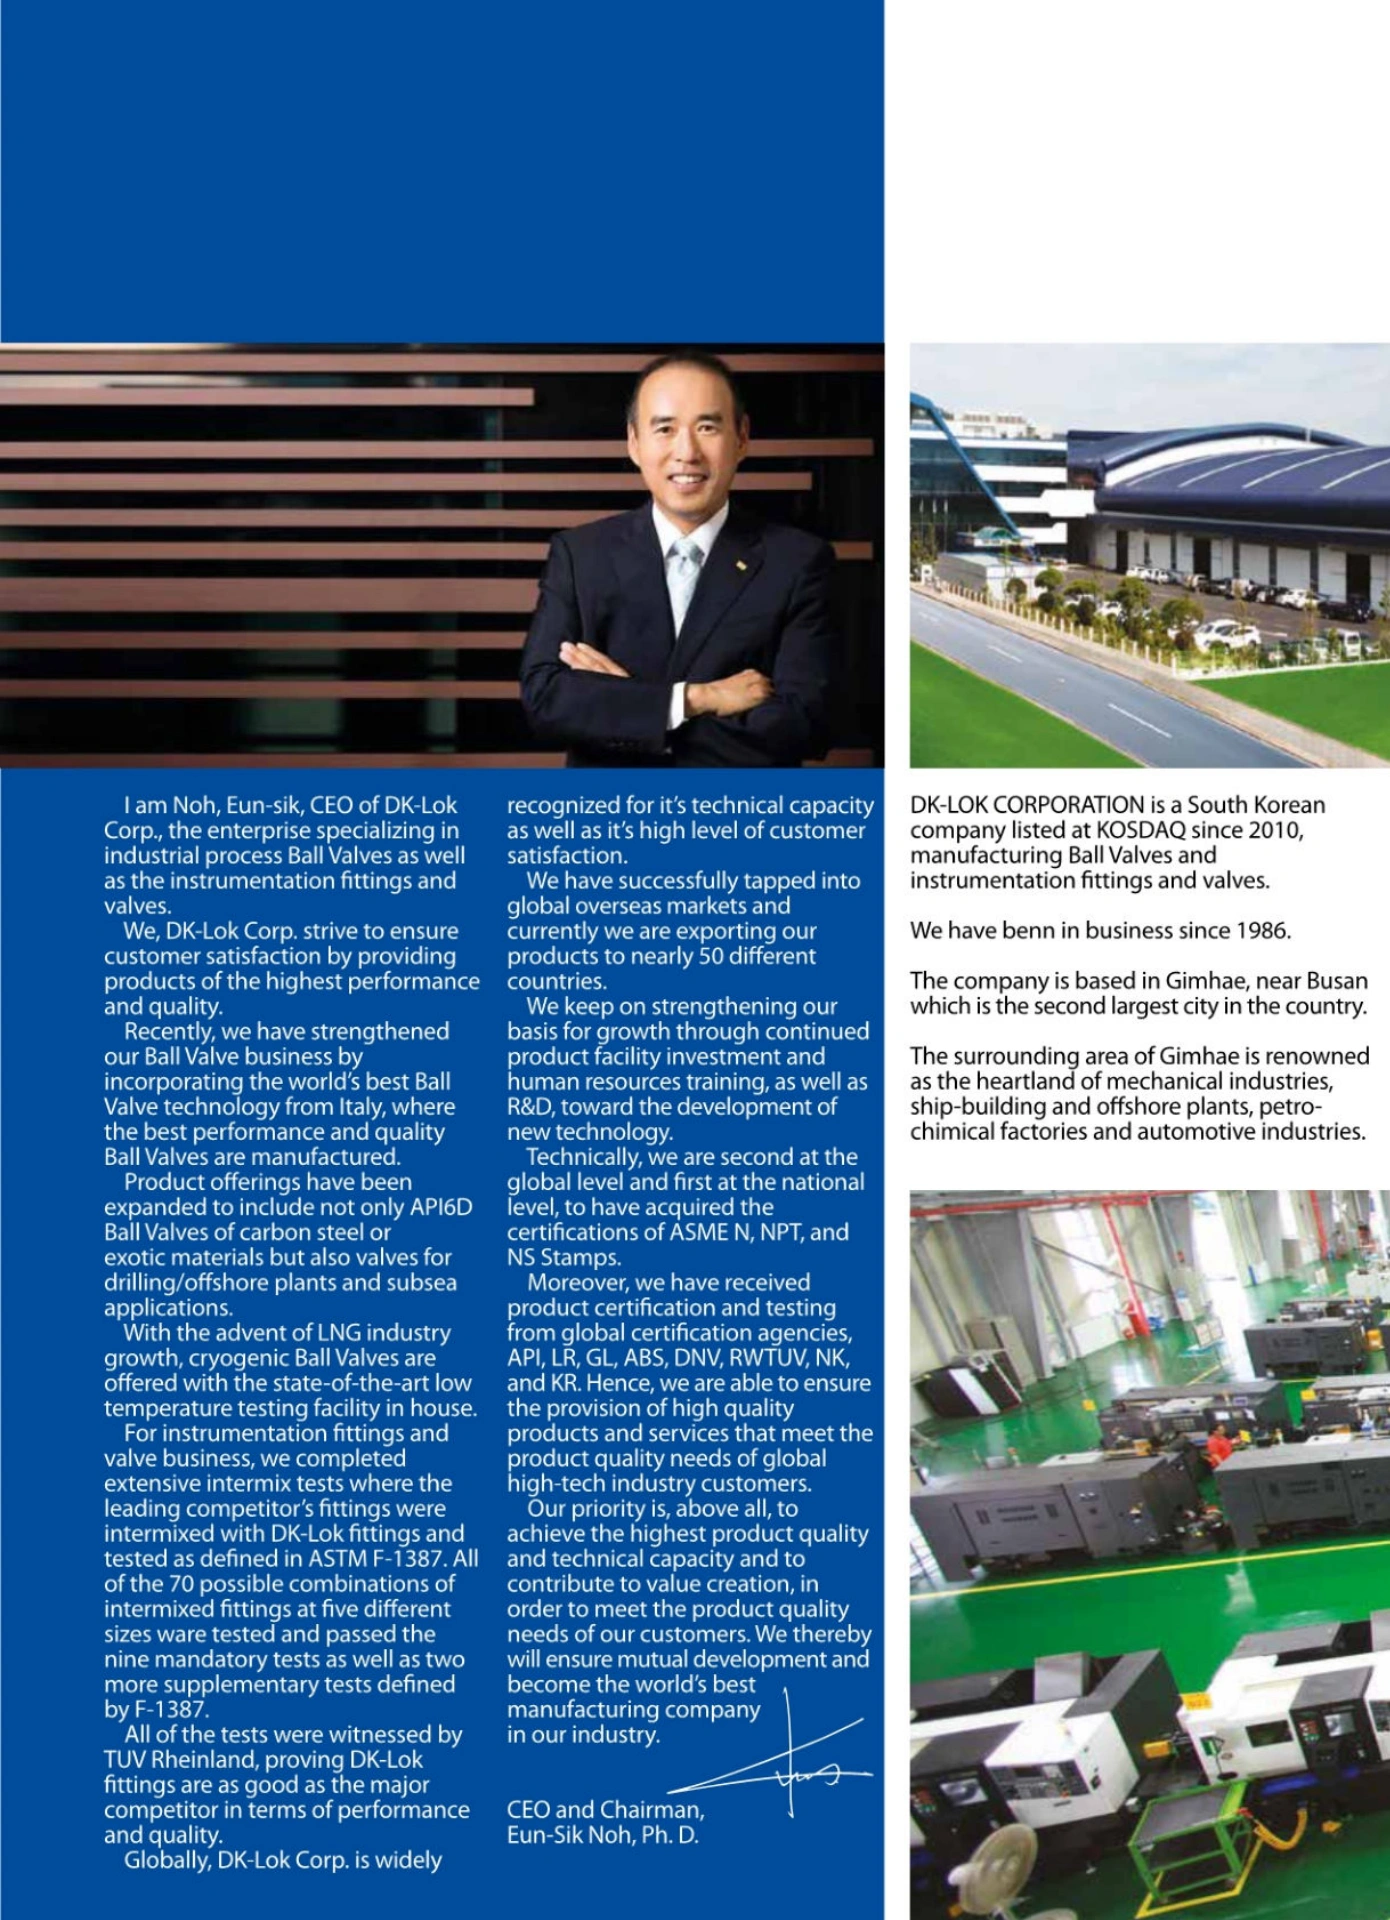 I am Noh, Eun-sik, CEO of DK-Lok
Corp., the enterprise specializing in
industrial process Ball Valves as well
as the instrumentation fittings and
valves.
We, DK-Lok Corp. strive to ensure
customer satisfaction by providing
products of the highest performance
and quality.
Recently, we have strengthened
our Ball Valve business by
incorporating the world's best Ball
Valve technology from Italy, where
the best performance and quality
Ball Valves are manufactured.
Product offerings have been
expanded to include not only API6D
Ball Valves of carbon steel or
exotic materials but also valves for
drilling/offshore plants and subsea
applications.
With the advent of LNG industry
growth, cryogenic Ball Valves are
offered with the state-of-the-art low
temperature testing facility in house.
For instrumentation fittings and
valve business, we completed
extensive intermix tests where the
leading competitor's fittings were
intermixed with DK-Lok fittings and
tested as defined in ASTM F-1387. All
of the 70 possible combinations of
intermixed fittings at five different
sizes ware tested and passed the
nine mandatory tests as well as two
more supplementary tests defined
by F-1387.
All of the tests were witnessed by
TUV Rheinland, proving DK-Lok
fittings are as good as the major
competitor in terms of performance
and quality.
Globally, DK-Lok Corp. is widely
recognized for it's technical capacity
as well as it's high level of customer
satisfaction.
We have successfully tapped into
global overseas markets and
currently we are exporting our
products to nearly 50 different
countries.
We keep on strengthening our
basis for growth through continued
product facility investment and
human resources training, as well as
R&D, toward the development of
new technology.
Technically, we are second at the
global level and first at the national
level, to have acquired the
certifications of ASME N, NPT, and
NS Stamps.
Moreover, we have received
product certification and testing
from global certification agencies,
API, LR, GL, ABS, DNV, RWTUV, NK,
and KR. Hence, we are able to ensure
the provision of high quality
products and services that meet the
product quality needs of global
high-tech industry customers.
Our priority is, above all, to
achieve the highest product quality
and technical capacity and to
contribute to value creation, in
order to meet the product quality
needs of our customers. We thereby
will ensure mutual development and
become the world's best
manufacturing company
in our industry.
CEO and Chairman,
Eun-Sik Noh, Ph. D.
DK-LOK CORPORATION is a South Korean
company listed at KOSDAQ since 2010,
manufacturing Ball Valves and
instrumentation fittings and valves.
We have benn in business since 1986.
The company is based in Gimhae, near Busan
which is the second largest city in the country.
The surrounding area of Gimhae is renowned
as the heartland of mechanical industries,
ship-building and offshore plants, petro-
chimical factories and automotive industries.